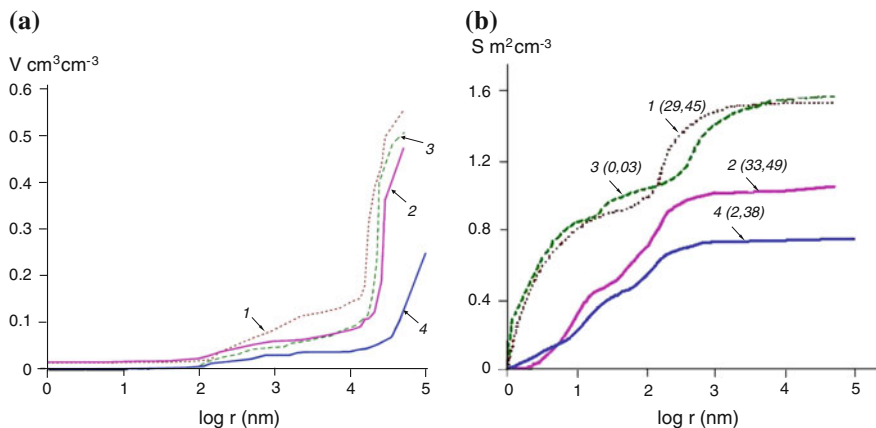 (a)
V cm³cm⁻³
0.6
0.5
0.4
0.3
0.2
0.1
0
1
2
3
4
0 1 2 3 4 5
log r (nm)
(b)
S m²cm⁻³
1.6
1.2
0.8
0.4
0
1 (29,45)
3 (0,03)
2 (33,49)
4 (2,38)
0 1 2 3 4 5
log r (nm)